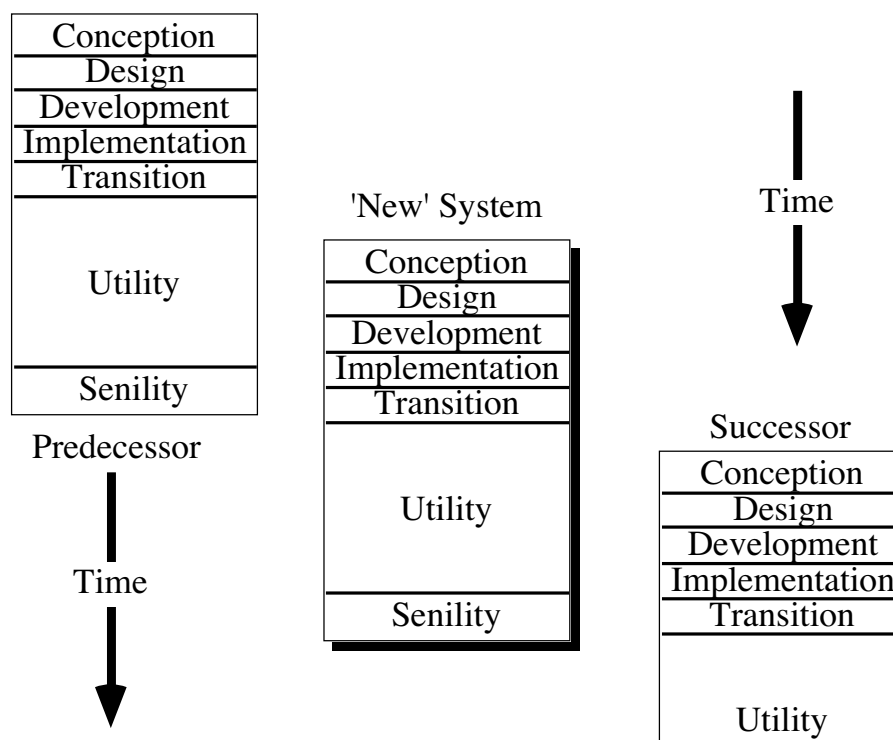 Conception
Design
Development
Implementation
Transition
Utility
Senility
Predecessor
Time
'New' System
Conception
Design
Development
Implementation
Transition
Utility
Senility
Time
Successor
Conception
Design
Development
Implementation
Transition
Utility